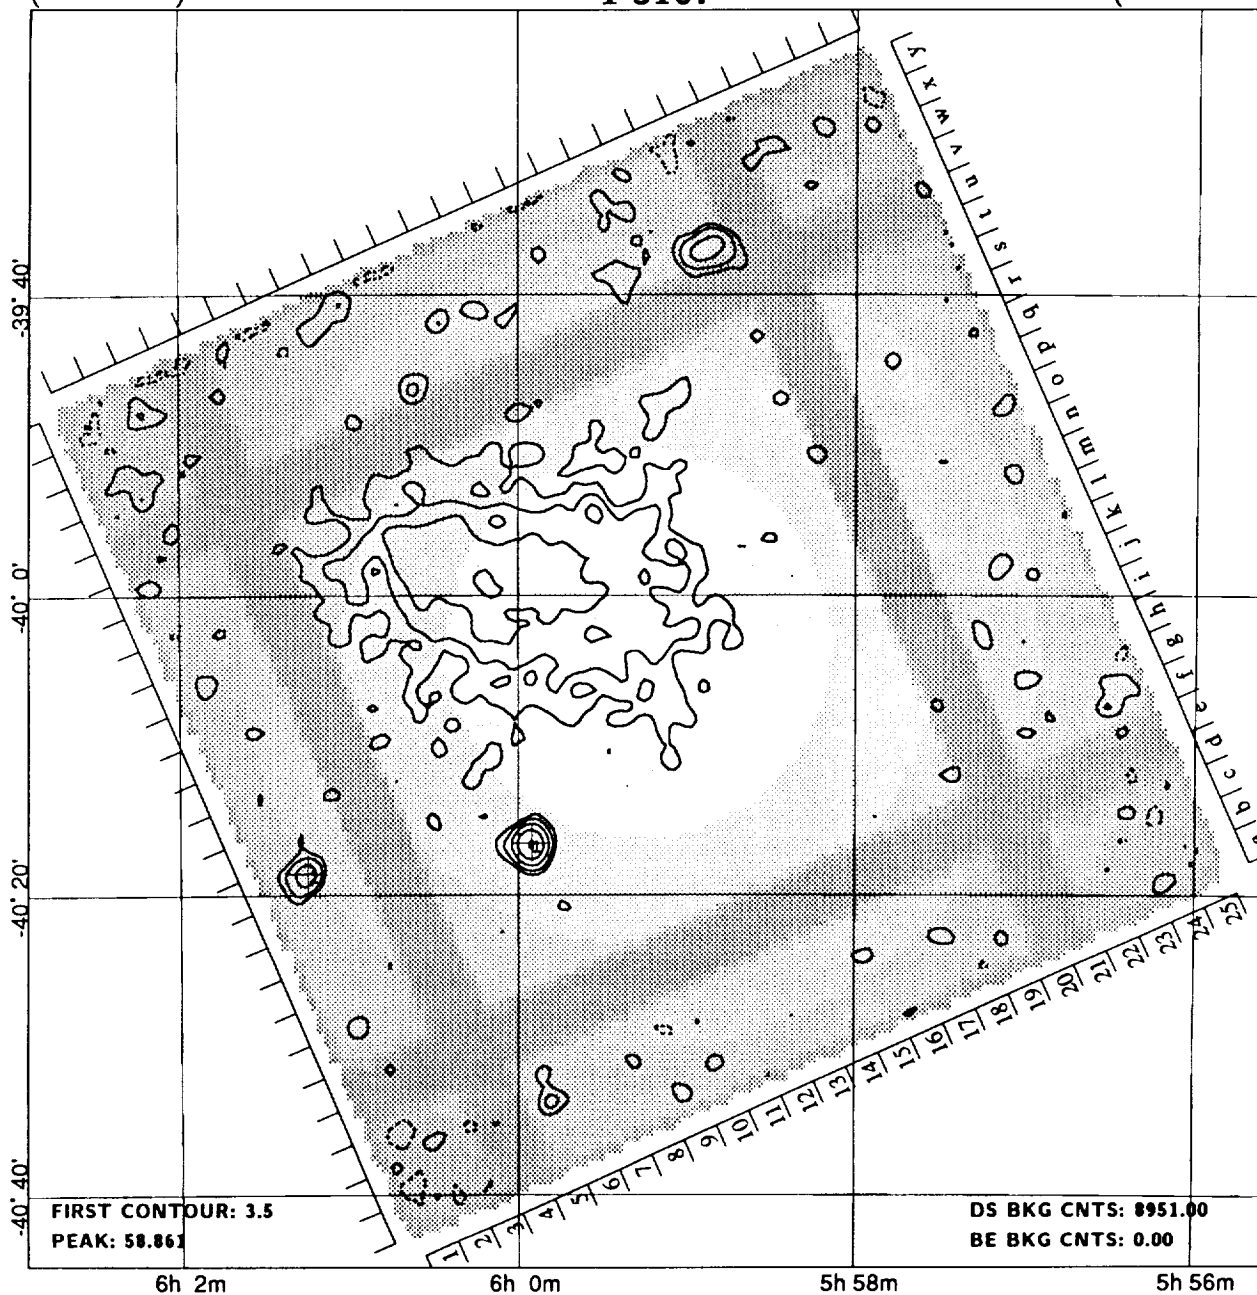 -39° 40'
-40° 0'
-40° 20'
-40° 40'
y x w v u t s r q p o n m l k j i h g f e d c b a
1 2 3 4 5 6 7 8 9 10 11 12 13 14 15 16 17 18 19 20 21 22 23 24 25
FIRST CONTOUR: 3.5
PEAK: 58.861
DS BKG CNTS: 8951.00
BE BKG CNTS: 0.00
6h 2m
6h 0m
5h 58m
5h 56m